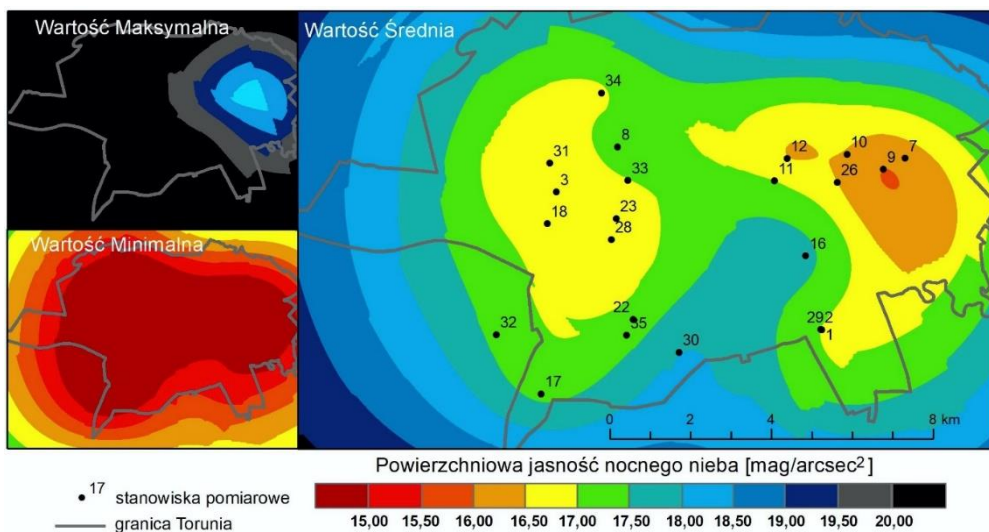 Wartość Maksymalna
Wartość Średnia
34
8
12
10
7
31
9
33
11
26
3
23
18
28
Wartość Minimalna
16
22
292
32
35
1
30
17
0 2 4 8 km
Powierzchniowa jasność nocnego nieba [mag/arcsec2]
17 stanowiska pomiarowe
granica Torunia
15,00 15,50 16,00 16,50 17,00 17,50 18,00 18,50 19,00 19,50 20,00